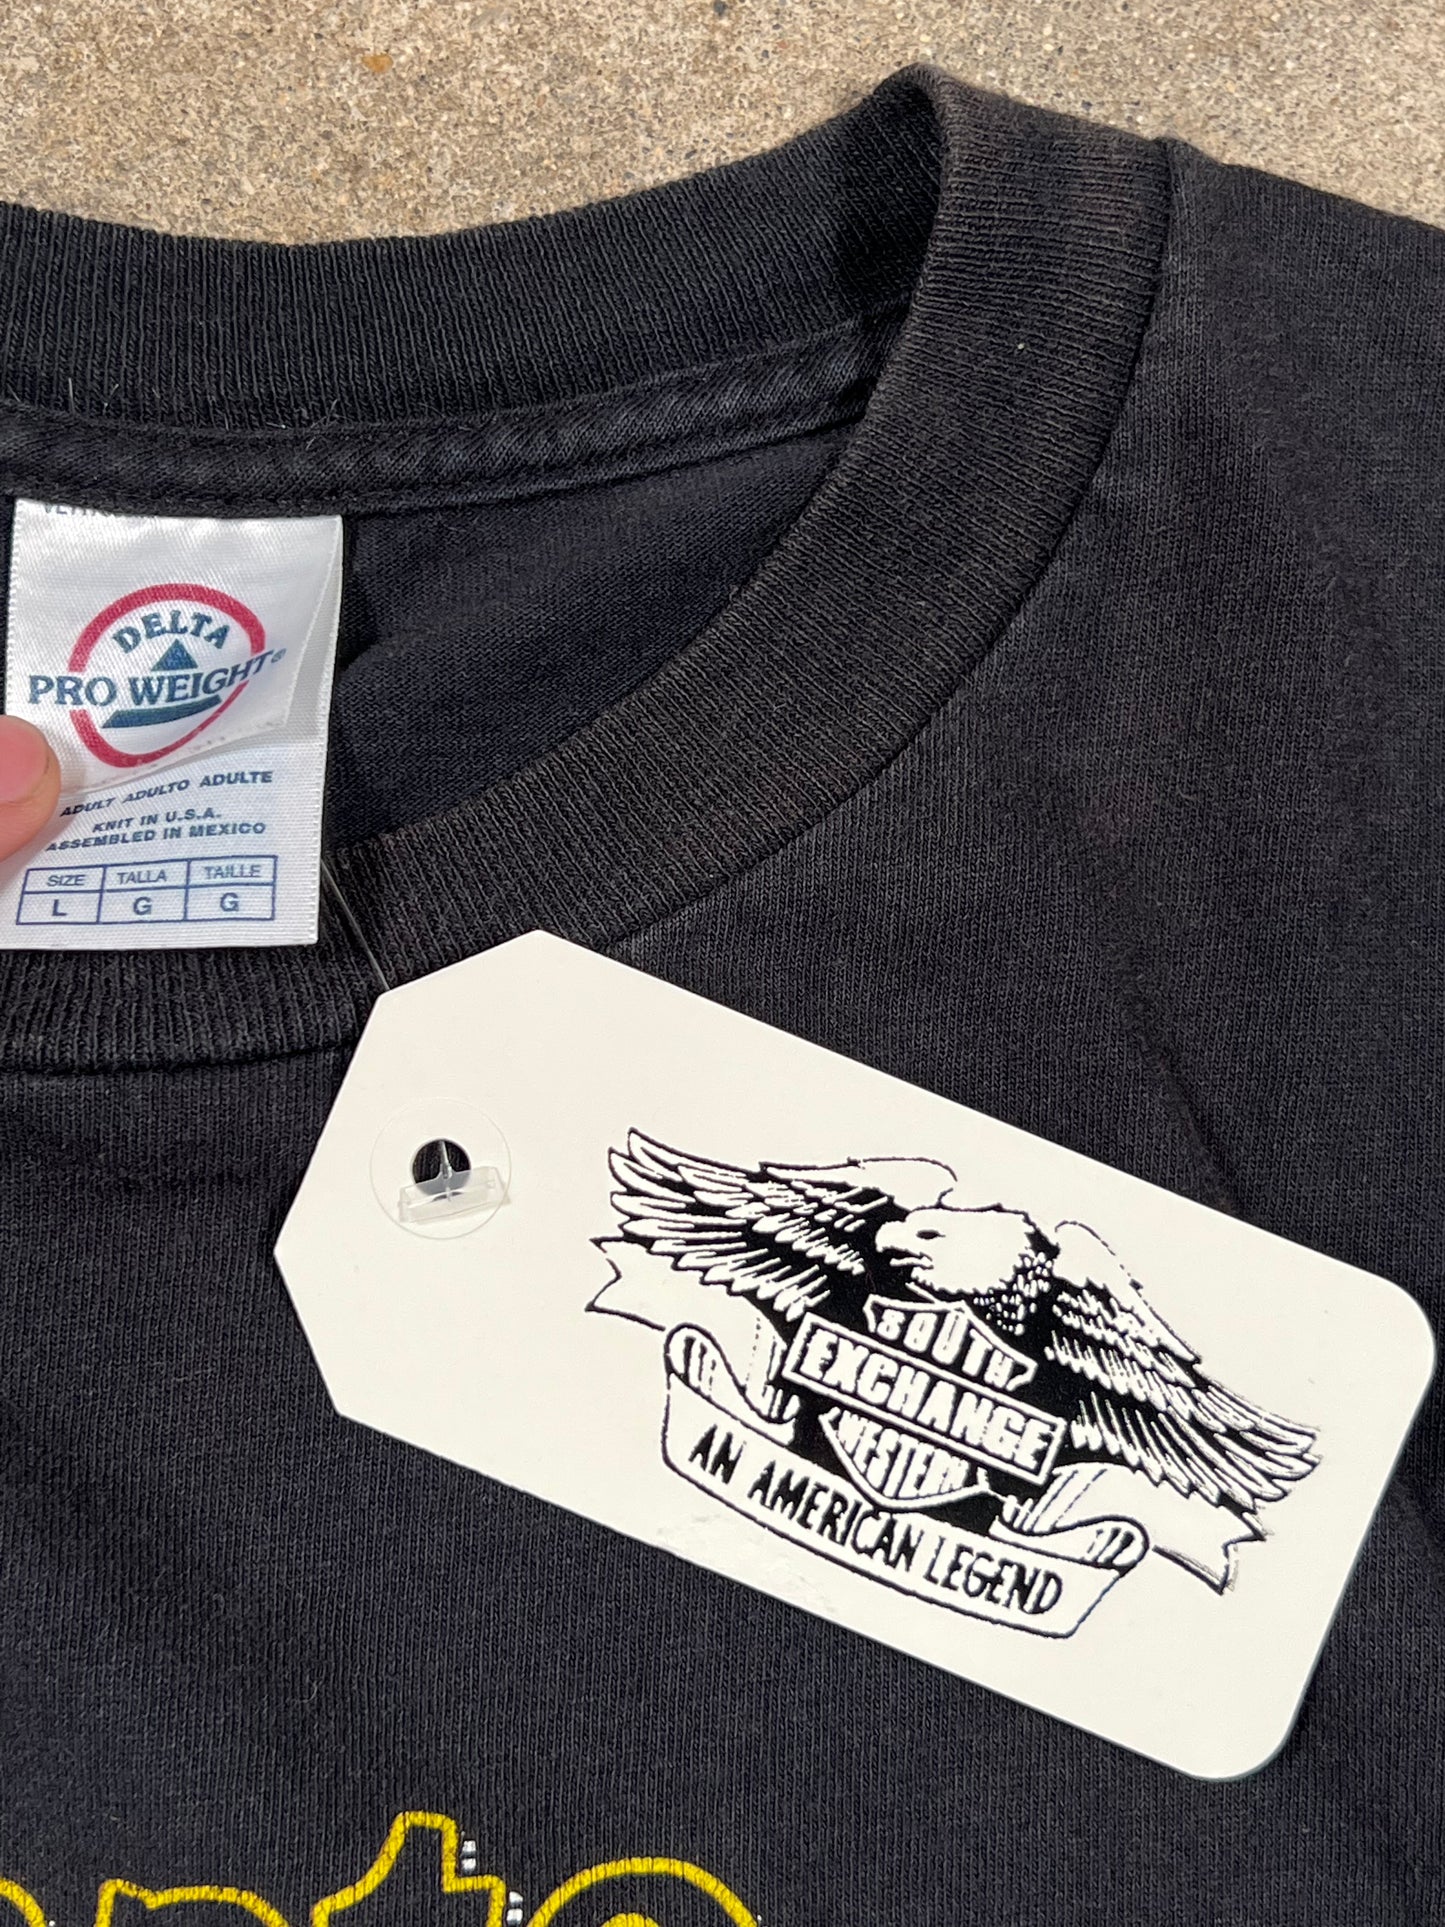 DELTA
PRO WEIGHT®
ADULT ADULTO ADULTE
KNIT IN U.S.A.
ASSEMBLED IN MEXICO
SIZE TALLA TAILLE
L G G
SOUTH
EXCHANGE
WESTERN
AN AMERICAN LEGEND